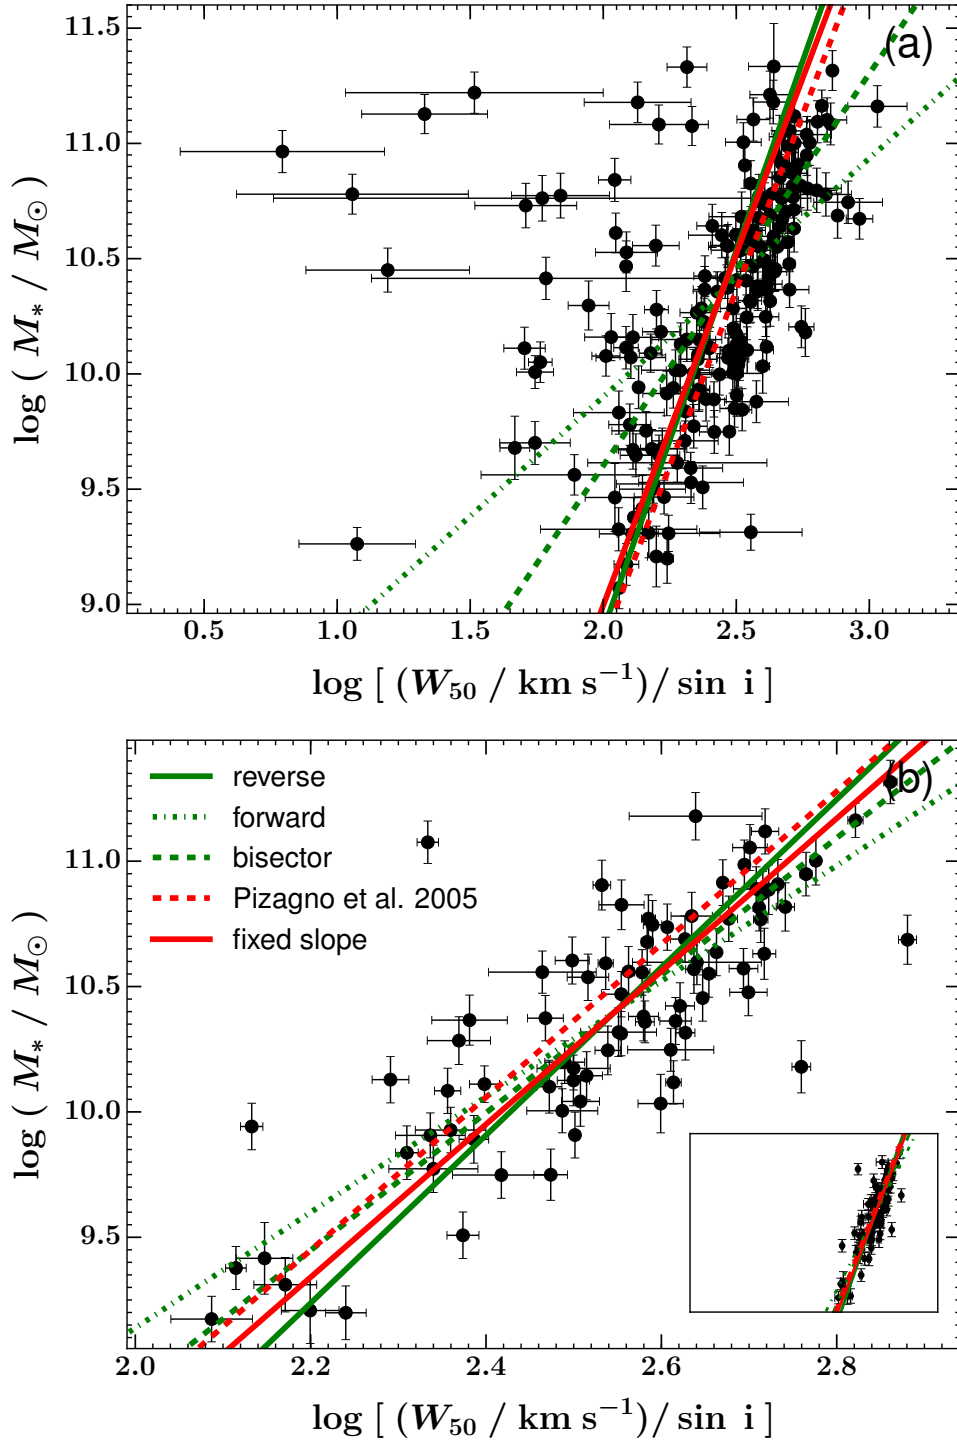 (a)
11.5
11.0
10.5
10.0
9.5
9.0
log ( M* / M⊙ )
0.5 1.0 1.5 2.0 2.5 3.0
log [ (W50 / km s−1)/ sin i ]
(b)
reverse
forward
bisector
Pizagno et al. 2005
fixed slope
11.0
10.5
10.0
9.5
log ( M* / M⊙ )
2.0 2.2 2.4 2.6 2.8
log [ (W50 / km s−1)/ sin i ]